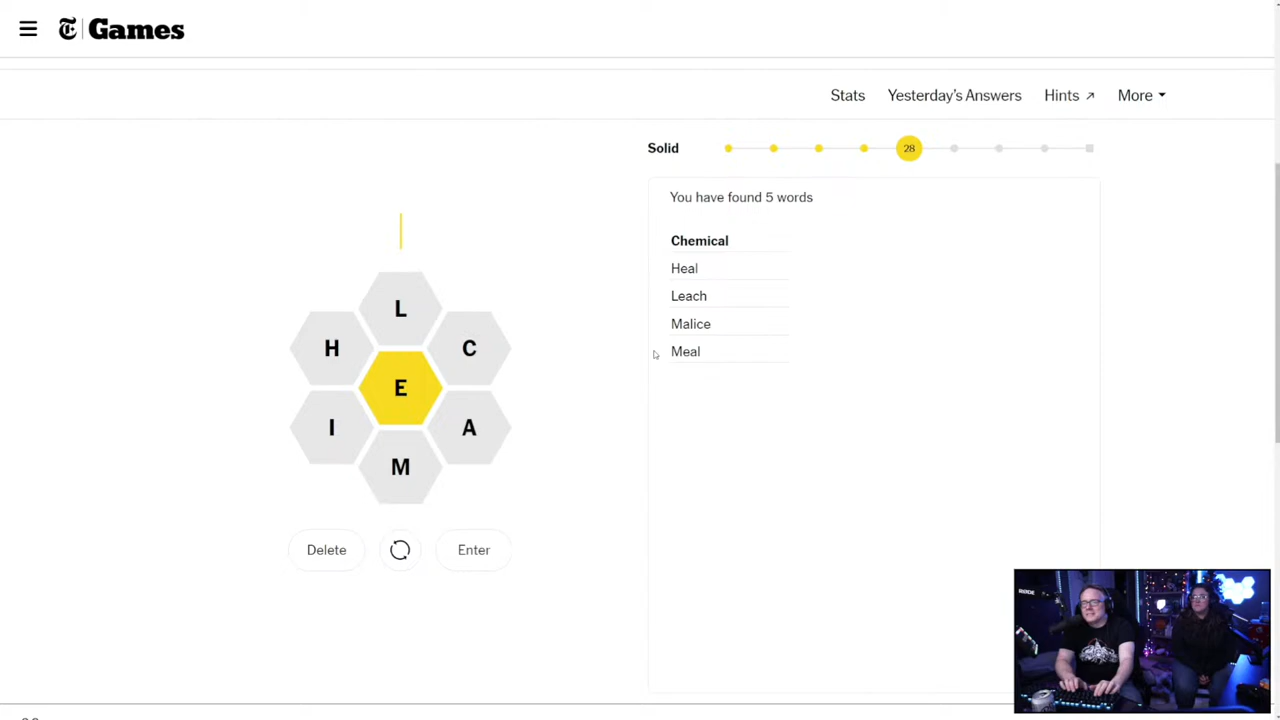 Games
Stats Yesterday's Answers Hints ↗ More
Solid 28
You have found 5 words
Chemical
Heal
Leach
Malice
Meal
L
H C
E
I A
M
Delete Enter
RØDE